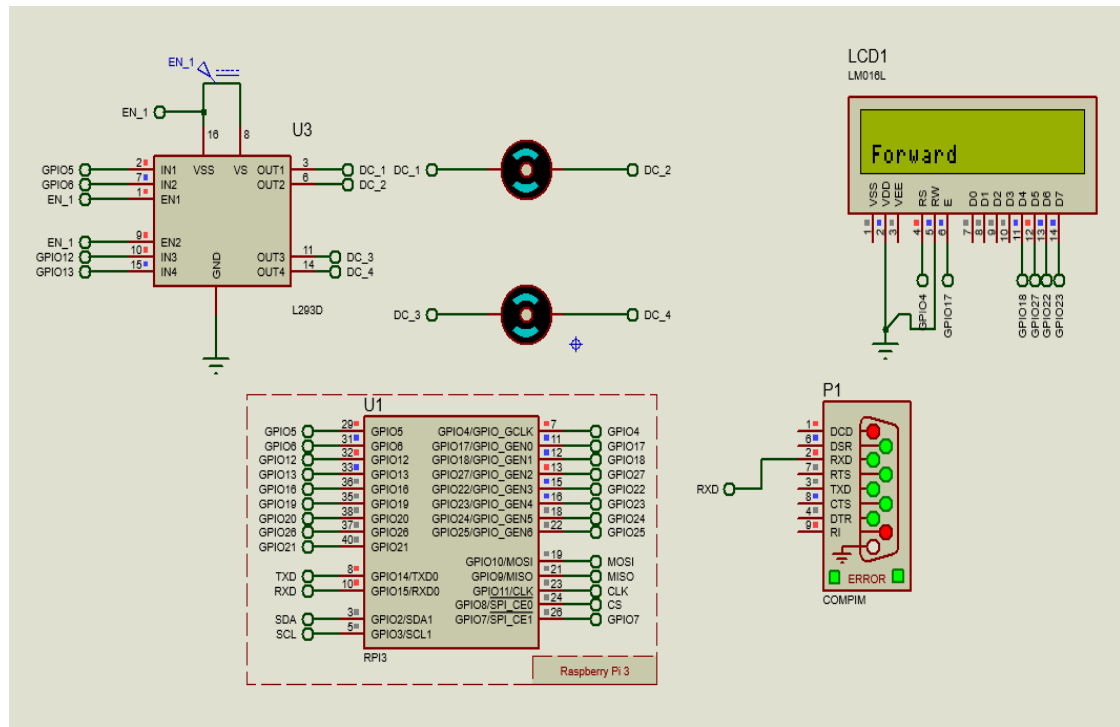 EN_1
EN_1
16
8
U3
GPIO5
2
IN1
VSS
VS
OUT1
3
DC_1
GPIO6
7
IN2
OUT2
6
DC_2
EN_1
1
EN1
EN_1
9
EN2
GPIO12
10
IN3
OUT3
11
DC_3
GPIO13
15
IN4
OUT4
14
DC_4
GND
L293D
DC_1
DC_2
DC_3
DC_4
LCD1
LM016L
Forward
VSS
VDD
VEE
RS
RW
E
D0
D1
D2
D3
D4
D5
D6
D7
1
2
3
4
5
6
7
8
9
10
11
12
13
14
GPIO4
GPIO17
GPIO18
GPIO27
GPIO22
GPIO23
U1
GPIO5
29
GPIO5
GPIO4/GPIO_GCLK
7
GPIO4
GPIO6
31
GPIO6
GPIO17/GPIO_GEN0
11
GPIO17
GPIO12
32
GPIO12
GPIO18/GPIO_GEN1
12
GPIO18
GPIO13
33
GPIO13
GPIO27/GPIO_GEN2
13
GPIO27
GPIO16
36
GPIO16
GPIO22/GPIO_GEN3
15
GPIO22
GPIO19
35
GPIO19
GPIO23/GPIO_GEN4
16
GPIO23
GPIO20
38
GPIO20
GPIO24/GPIO_GEN5
18
GPIO24
GPIO26
37
GPIO26
GPIO25/GPIO_GEN6
22
GPIO25
GPIO21
40
GPIO21
GPIO10/MOSI
19
MOSI
TXD
8
GPIO14/TXD0
GPIO9/MISO
21
MISO
RXD
10
GPIO15/RXD0
GPIO11/CLK
23
CLK
GPIO8/SPI_CE0
24
CS
SDA
3
GPIO2/SDA1
GPIO7/SPI_CE1
26
GPIO7
SCL
5
GPIO3/SCL1
RPI3
Raspberry Pi 3
P1
1
DCD
6
DSR
2
RXD
7
RTS
3
TXD
8
CTS
4
DTR
9
RI
RXD
ERROR
COMPIM